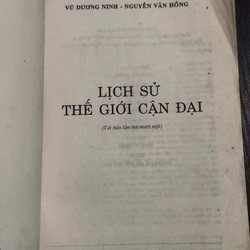 VŨ DƯƠNG NINH - NGUYỄN VĂN HỒNG
LỊCH SỬ
THẾ GIỚI CẬN ĐẠI
(Tái bản lần thứ mười một)